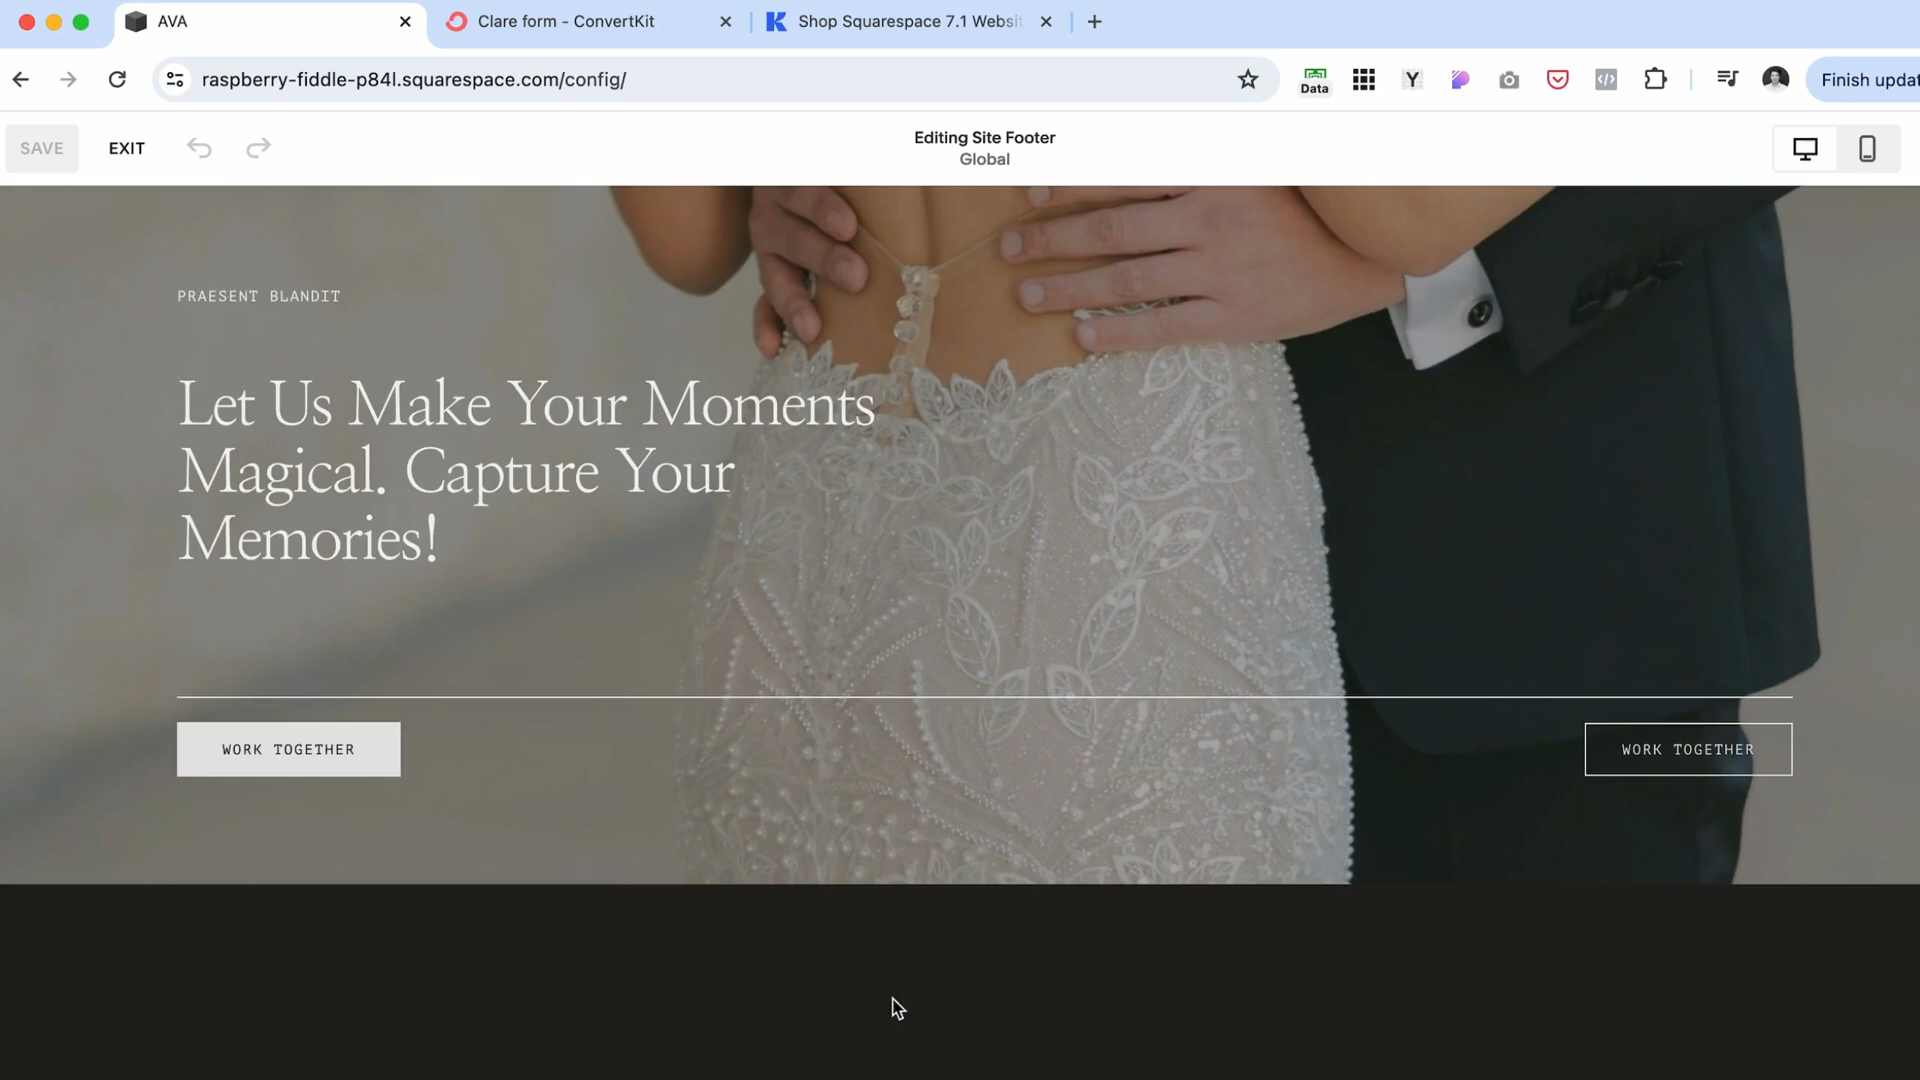 AVA
Clare form - ConvertKit
Shop Squarespace 7.1 Websi
raspberry-fiddle-p84l.squarespace.com/config/
Data
Finish updat
SAVE
EXIT
Editing Site Footer
Global
PRAESENT BLANDIT
Let Us Make Your Moments
Magical. Capture Your
Memories!
WORK TOGETHER
WORK TOGETHER